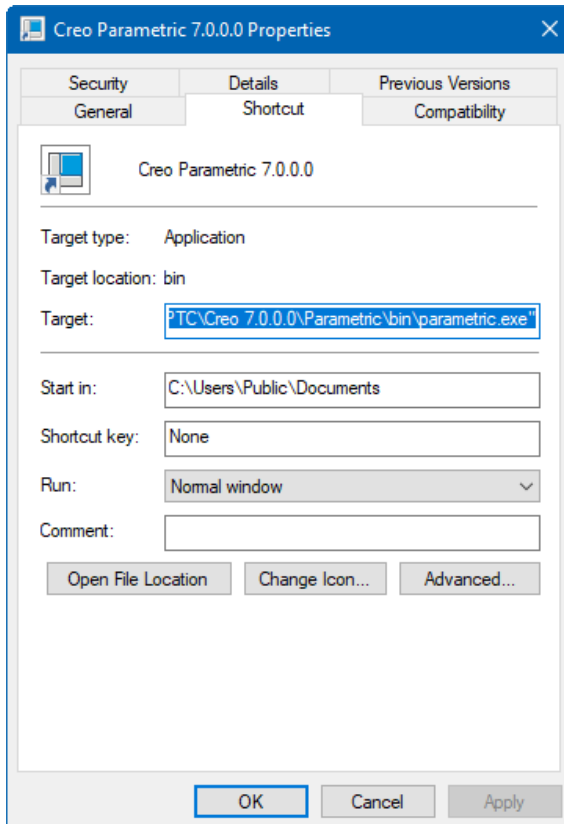 Creo Parametric 7.0.0.0 Properties
Security Details Previous Versions
General Shortcut Compatibility
Creo Parametric 7.0.0.0
Target type: Application
Target location: bin
Target: PTC\Creo 7.0.0.0\Parametric\bin\parametric.exe"
Start in: C:\Users\Public\Documents
Shortcut key: None
Run: Normal window
Comment:
Open File Location Change Icon... Advanced...
OK Cancel Apply